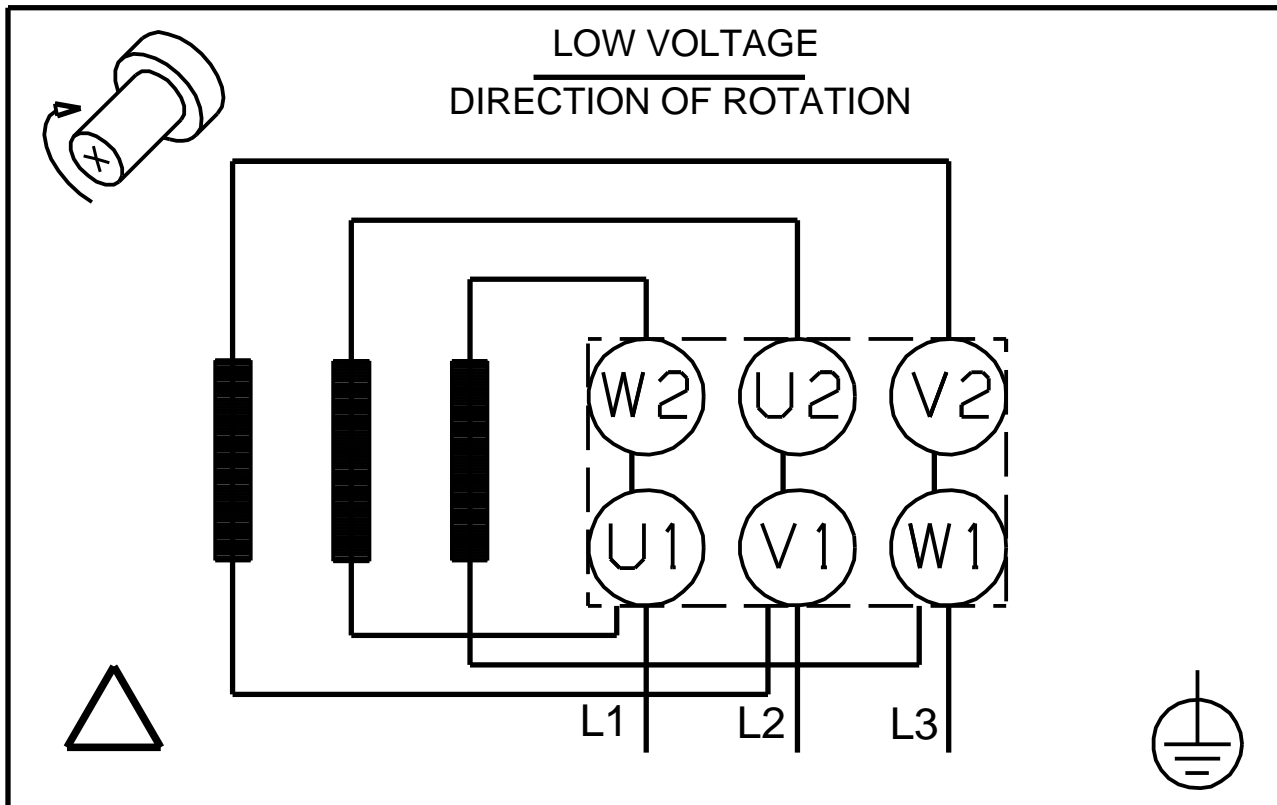 LOW VOLTAGE
DIRECTION OF ROTATION
W2 U2 V2
U1 V1 W1
L1 L2 L3